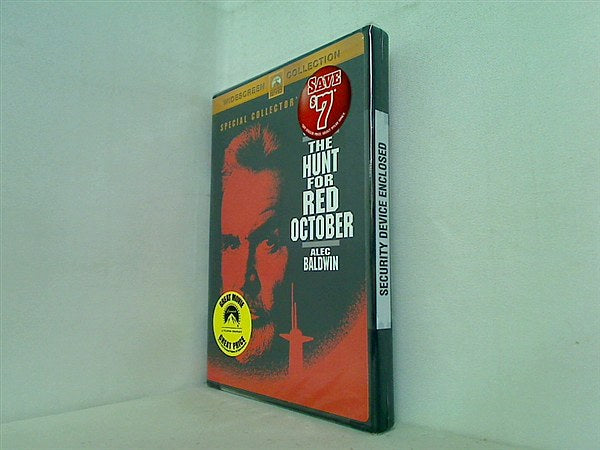 WIDESCREEN COLLECTION
SPECIAL COLLECTOR'
SAVE
$7
THE
HUNT
FOR
RED
OCTOBER
ALEC
BALDWIN
GREAT MOVIE
GREAT PRICE
SECURITY DEVICE ENCLOSED